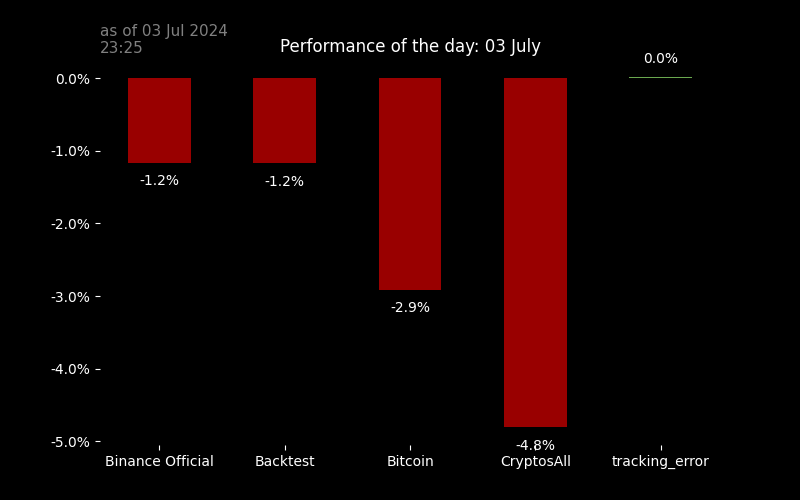 as of 03 Jul 2024
23:25
Performance of the day: 03 July
0.0%
0.0%
-1.0%
-1.2%
-1.2%
-2.0%
-3.0%
-2.9%
-4.0%
-5.0%
-4.8%
Binance Official
Backtest
Bitcoin
CryptosAll
tracking_error